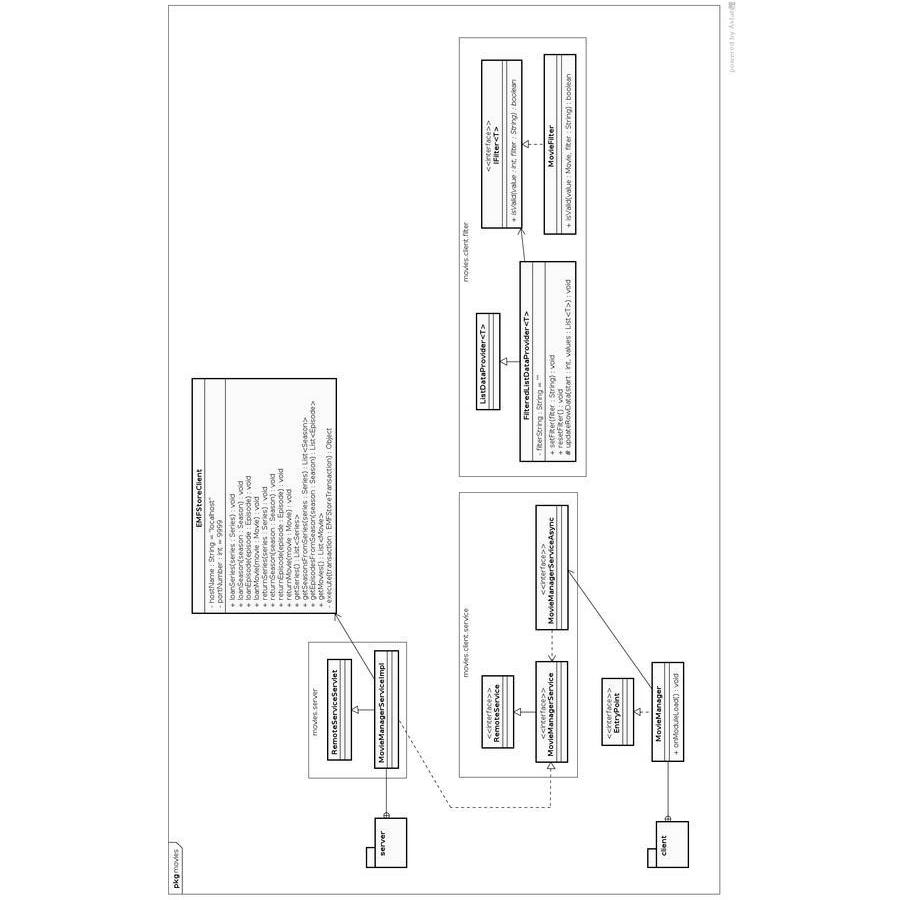 pkg movies
EMFStoreClient
- hostName : String = "localhost"
- portNumber : int = 9999
+ loanSeries(series : Series) : void
+ loanSeason(season : Season) : void
+ loanEpisode(episode : Episode) : void
+ loanMovie(movie : Movie) : void
+ returnSeries(series : Series) : void
+ returnSeason(season : Season) : void
+ returnEpisode(episode : Episode) : void
+ returnMovie(movie : Movie) : void
+ getSeries() : List<Series>
+ getSeasonsFromSeries(series : Series) : List<Season>
+ getEpisodesFromSeason(season : Season) : List<Episode>
+ getMovies() : List<Movie>
- execute(transaction : EMFStoreTransaction) : Object
movies.server
RemoteServiceServlet
MovieManagerServiceImpl
server
movies.client.service
<<interface>>
RemoteService
<<interface>>
MovieManagerService
<<interface>>
MovieManagerServiceAsync
movies.client.filter
ListDataProvider<T>
<<interface>>
IFilter<T>
+ isValid(value : int, filter : String) : boolean
FilteredListDataProvider<T>
- filterString : String = ""
+ setFilter(filter : String) : void
+ resetFilter() : void
# updateRowData(start : int, values : List<T>) : void
MovieFilter
+ isValid(value : Movie, filter : String) : boolean
<<interface>>
EntryPoint
MovieManager
+ onModuleLoad() : void
client
powered by Astah